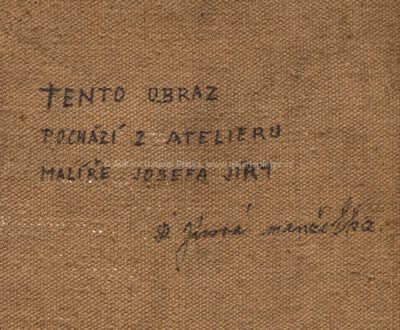 TENTO OBRAZ
POCHÁZÍ Z ATELIERU
MALÍŘE JOSEFA JÍRY
Jírová manželka